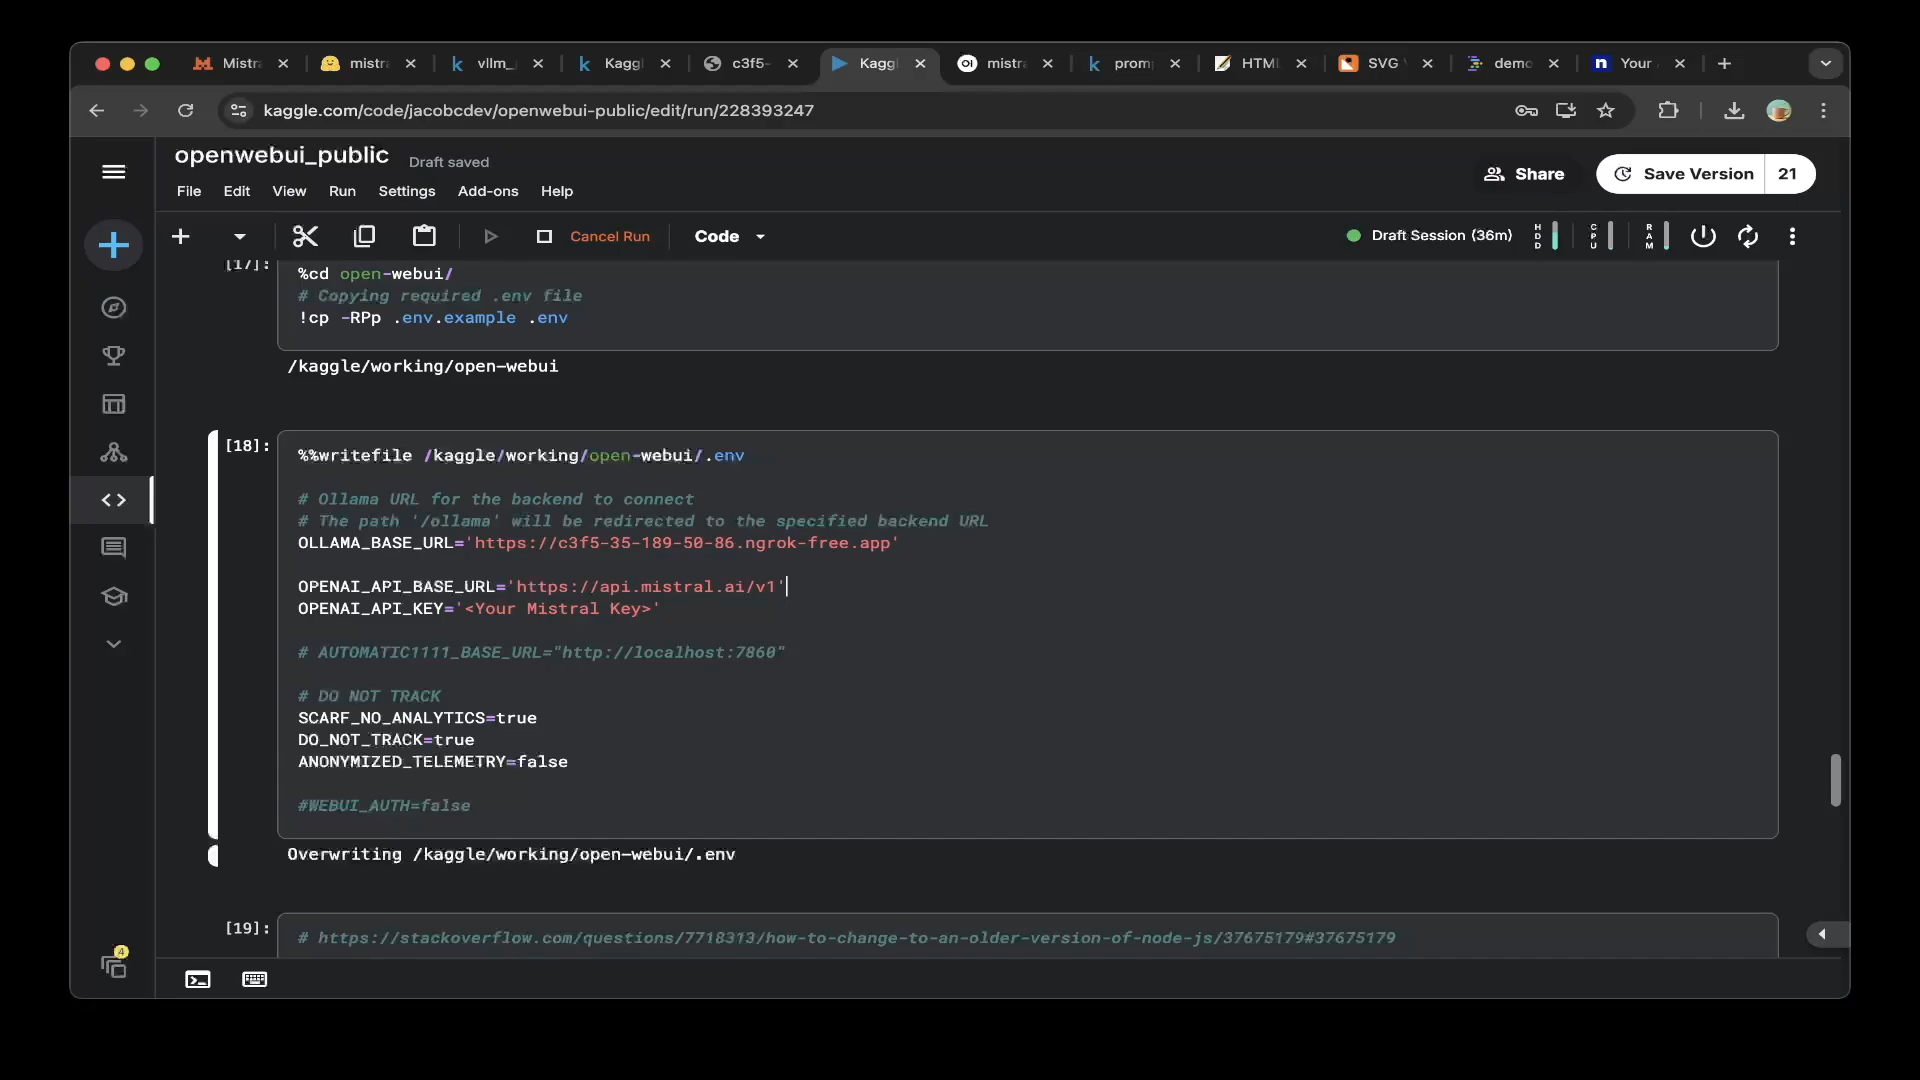 Mistr
mistr
vllm_
Kaggl
c3f5-
Kaggl
OI
mistr
prom
HTML
SVG
demo
n
Your
kaggle.com/code/jacobcdev/openwebui-public/edit/run/228393247
openwebui_public
Draft saved
File
Edit
View
Run
Settings
Add-ons
Help
Share
Save Version
21
Cancel Run
Code
Draft Session (36m)
HDD
CPU
RAM
[17]:
%cd open-webui/
# Copying required .env file
!cp -RPp .env.example .env
/kaggle/working/open-webui
[18]:
%%writefile /kaggle/working/open-webui/.env
# Ollama URL for the backend to connect
# The path '/ollama' will be redirected to the specified backend URL
OLLAMA_BASE_URL='https://c3f5-35-189-50-86.ngrok-free.app'
OPENAI_API_BASE_URL='https://api.mistral.ai/v1'
OPENAI_API_KEY='<Your Mistral Key>'
# AUTOMATIC1111_BASE_URL="http://localhost:7860"
# DO NOT TRACK
SCARF_NO_ANALYTICS=true
DO_NOT_TRACK=true
ANONYMIZED_TELEMETRY=false
#WEBUI_AUTH=false
Overwriting /kaggle/working/open-webui/.env
[19]:
# https://stackoverflow.com/questions/7718313/how-to-change-to-an-older-version-of-node-js/37675179#37675179
4